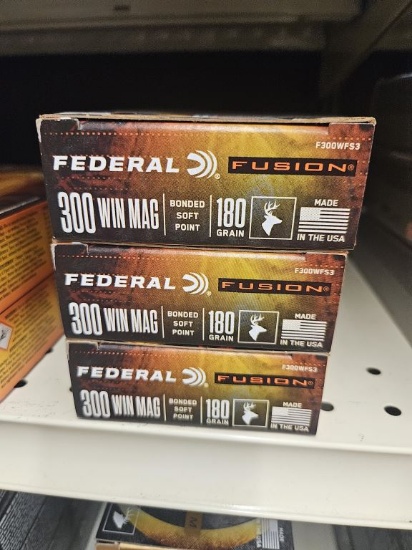 F300WFS3
FEDERAL® FUSION®
300 WIN MAG BONDED SOFT POINT 180 GRAIN MADE IN THE USA
F300WFS3
FEDERAL® FUSION®
300 WIN MAG BONDED SOFT POINT 180 GRAIN MADE IN THE USA
F300WFS3
FEDERAL® FUSION®
300 WIN MAG BONDED SOFT POINT 180 GRAIN MADE IN THE USA